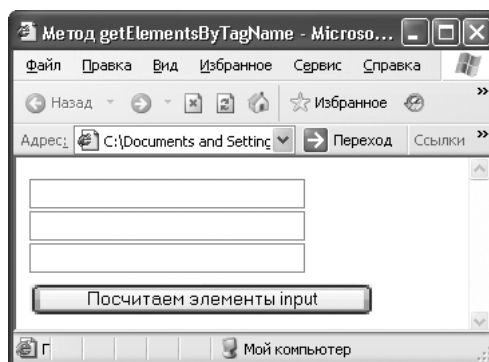 Метод getElementsByTagName - Microso...
Файл Правка Вид Избранное Сервис Справка
Назад Избранное »
Адрес: C:\Documents and Setting Переход Ссылки »
Посчитаем элементы input
Мой компьютер